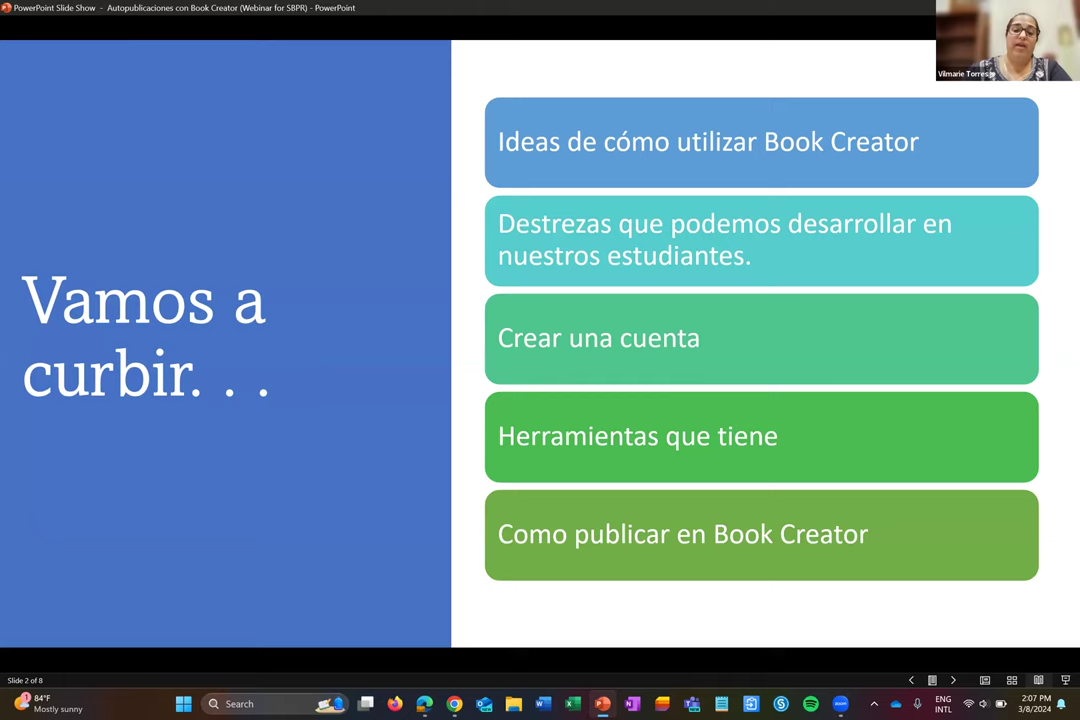 PowerPoint Slide Show - Autopublicaciones con Book Creator (Webinar for SBPR) - PowerPoint
Vilmarie Torres
Vamos a
curbir. . .
Ideas de cómo utilizar Book Creator
Destrezas que podemos desarrollar en
nuestros estudiantes.
Crear una cuenta
Herramientas que tiene
Como publicar en Book Creator
Slide 2 of 8
1
84°F
Mostly sunny
Search
ENG
INTL
2:07 PM
3/8/2024